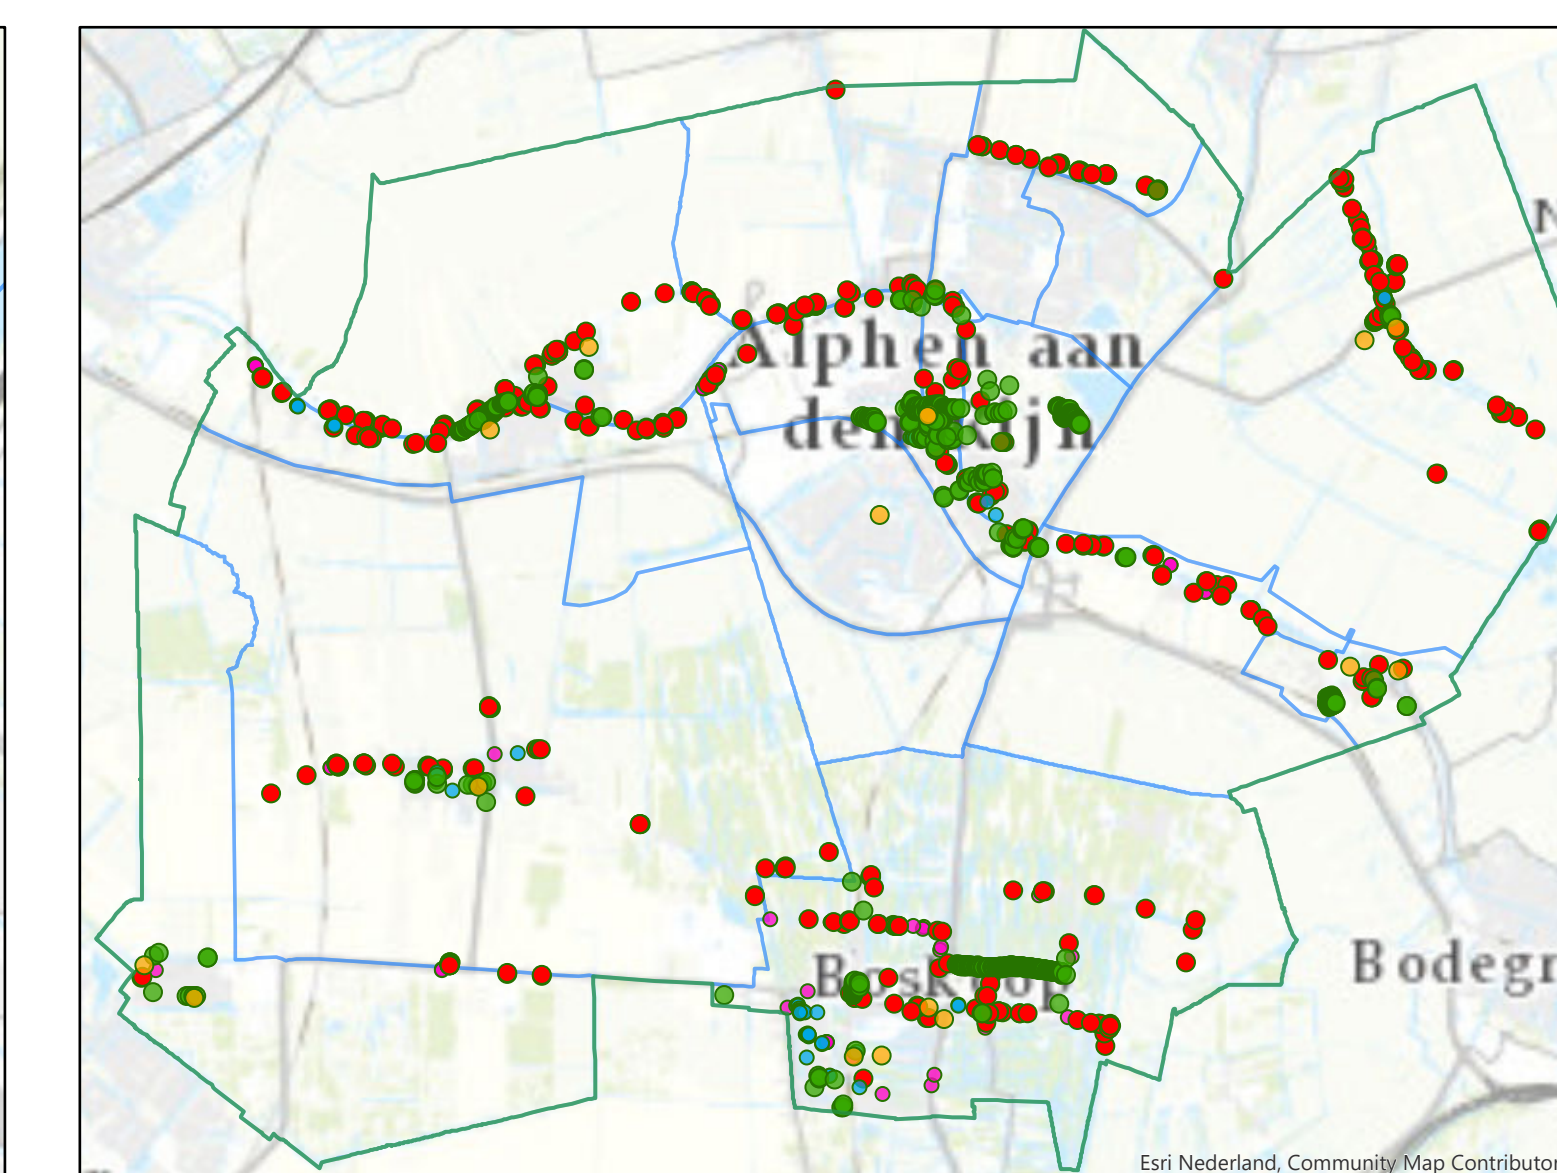 Alphen aan
den Rijn
Boskoop
Bodegr
N
Esri Nederland, Community Map Contributor